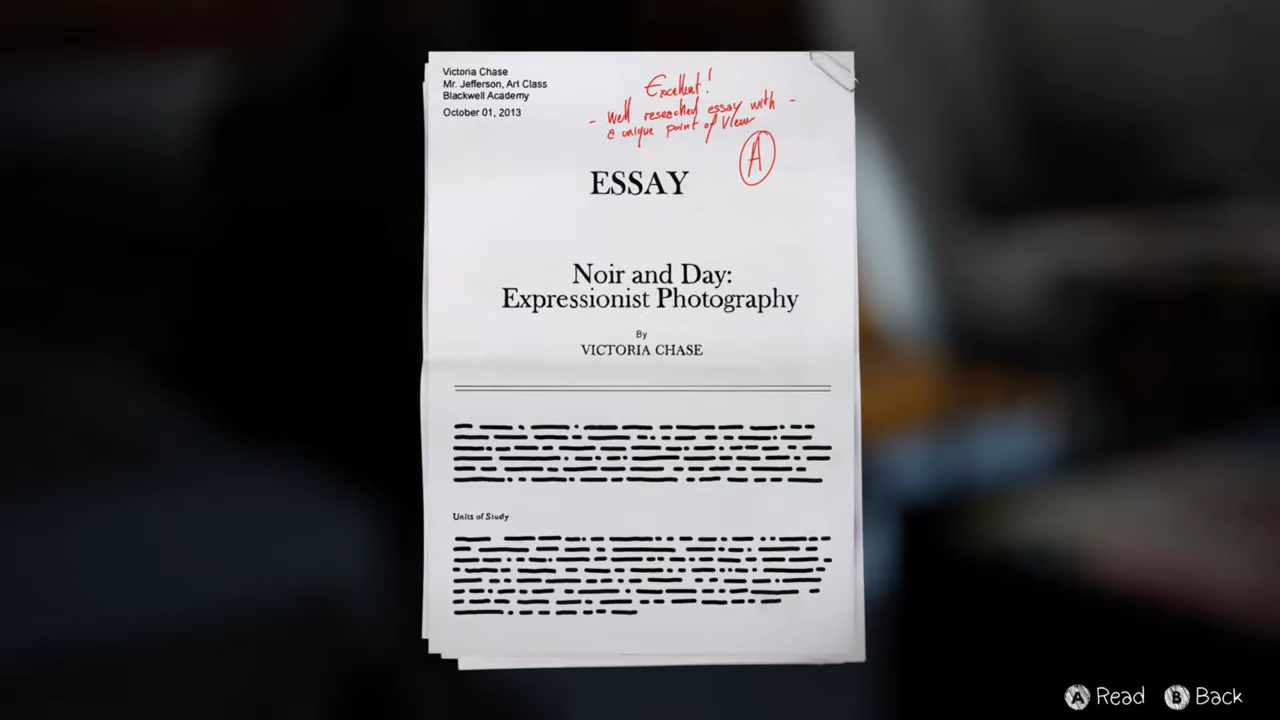 Victoria Chase
Mr. Jefferson, Art Class
Blackwell Academy
October 01, 2013
Excellent!
- Well reseached essay with -
a unique point of View
A
ESSAY
Noir and Day:
Expressionist Photography
By
VICTORIA CHASE
Units of Study
A Read B Back